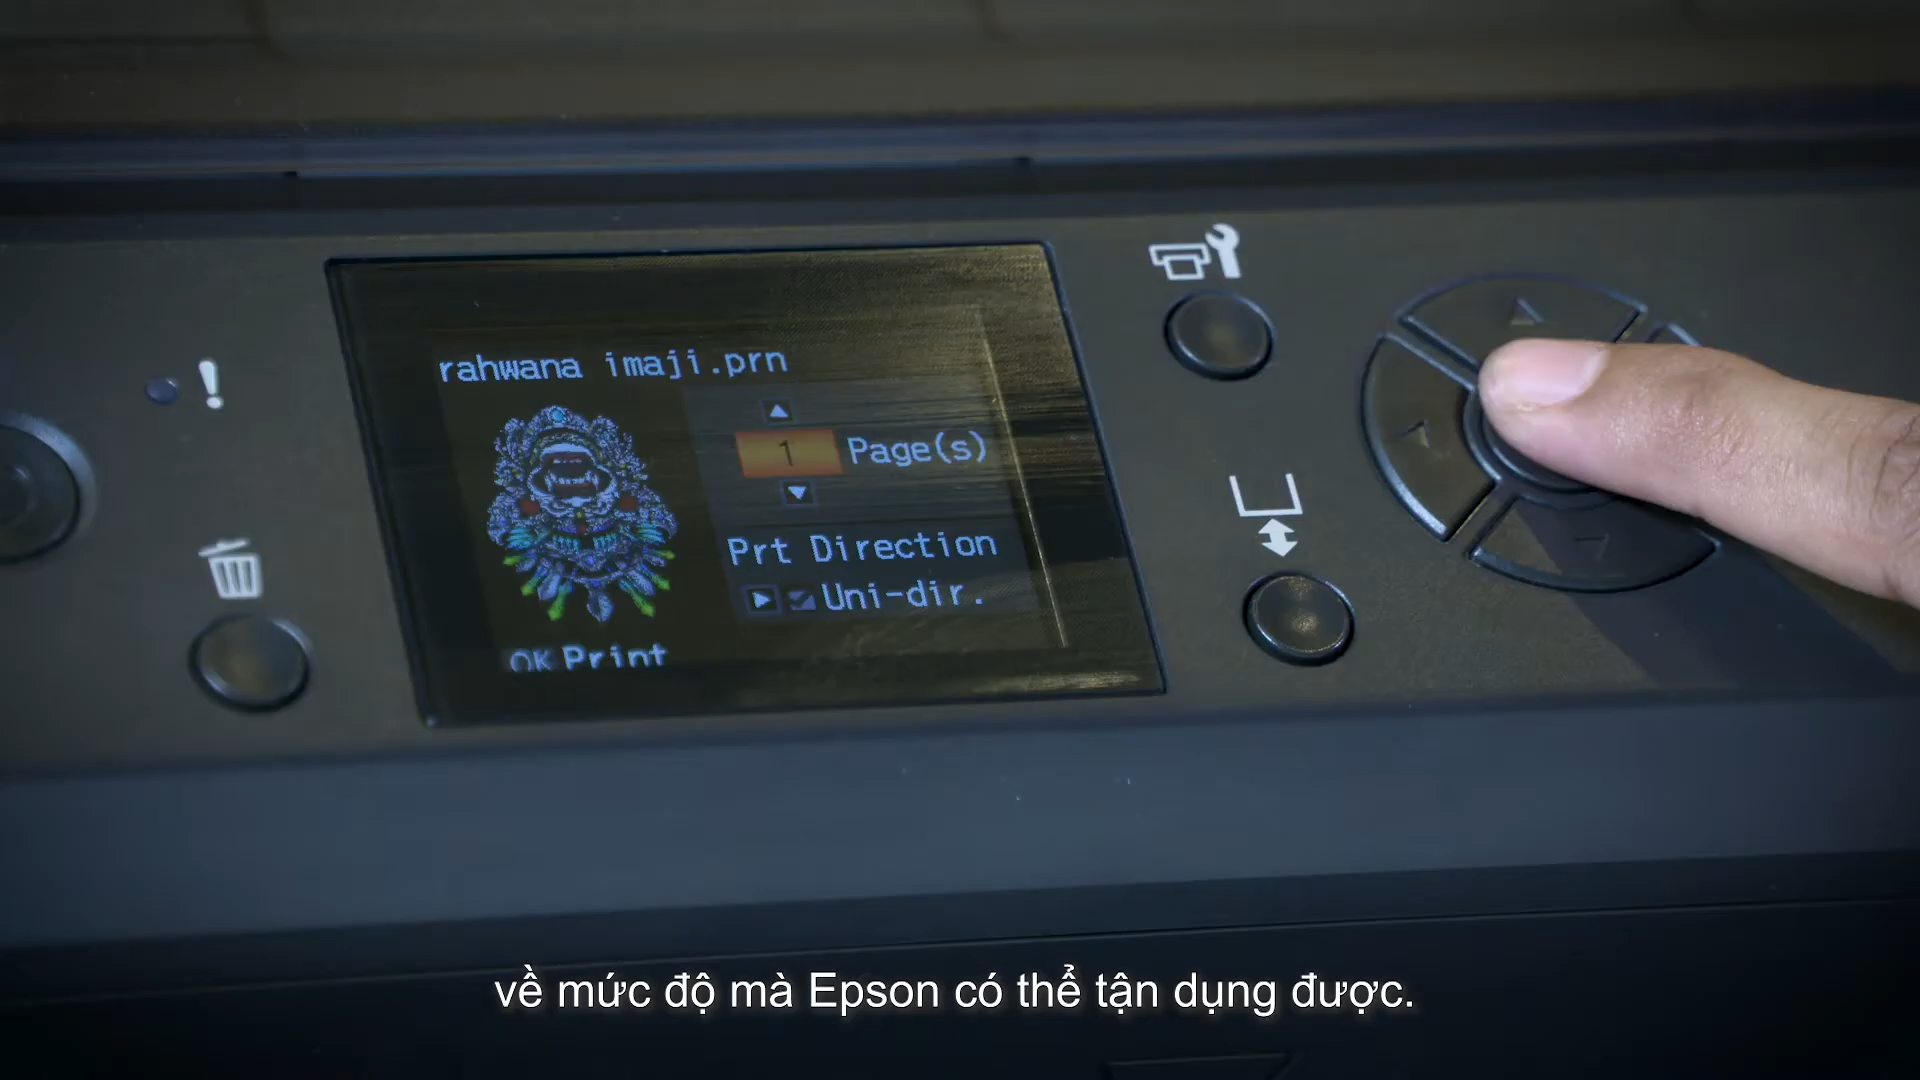 rahwana imaji.prn
1 Page(s)
Prt Direction
Uni-dir.
OK Print
về mức độ mà Epson có thể tận dụng được.